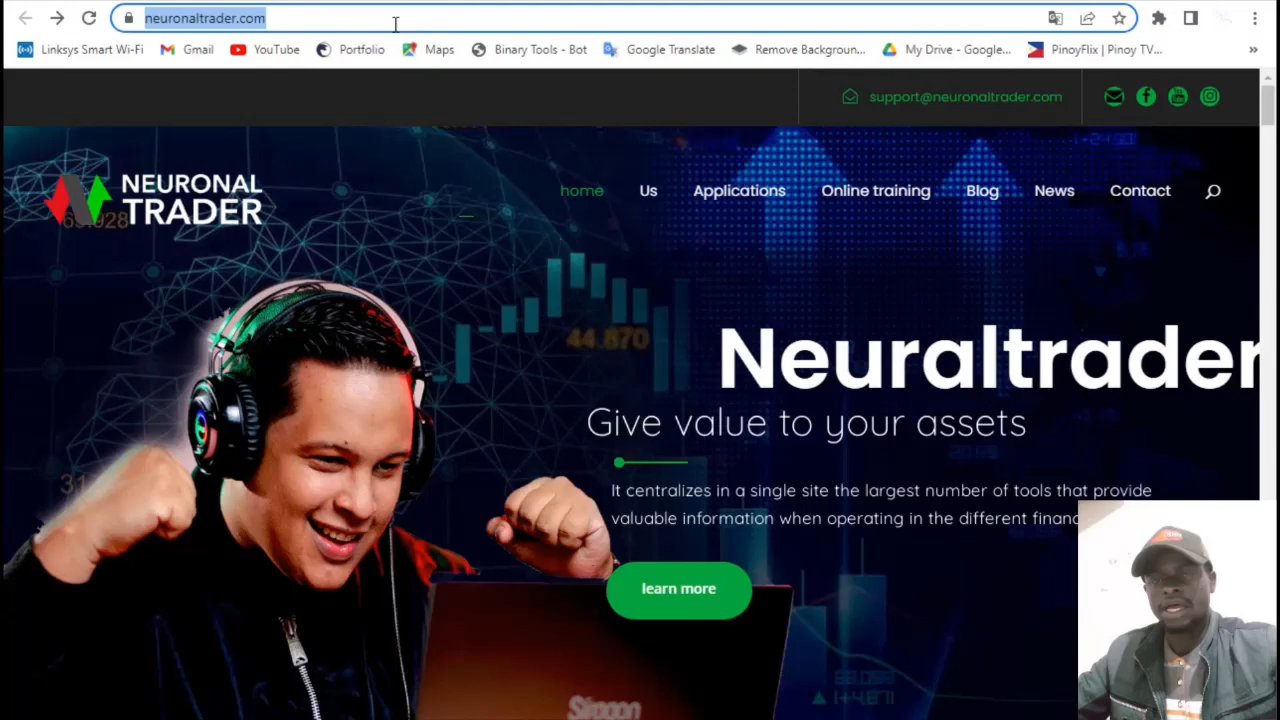 neuronaltrader.com
Linksys Smart Wi-Fi
Gmail
YouTube
Portfolio
Maps
Binary Tools - Bot
Google Translate
Remove Backgroun...
My Drive - Google...
PinoyFlix | Pinoy TV...
»
support@neuronaltrader.com
NEURONAL
TRADER
home
Us
Applications
Online training
Blog
News
Contact
44.870
Neuraltrader
Give value to your assets
It centralizes in a single site the largest number of tools that provide
valuable information when operating in the different financ
learn more